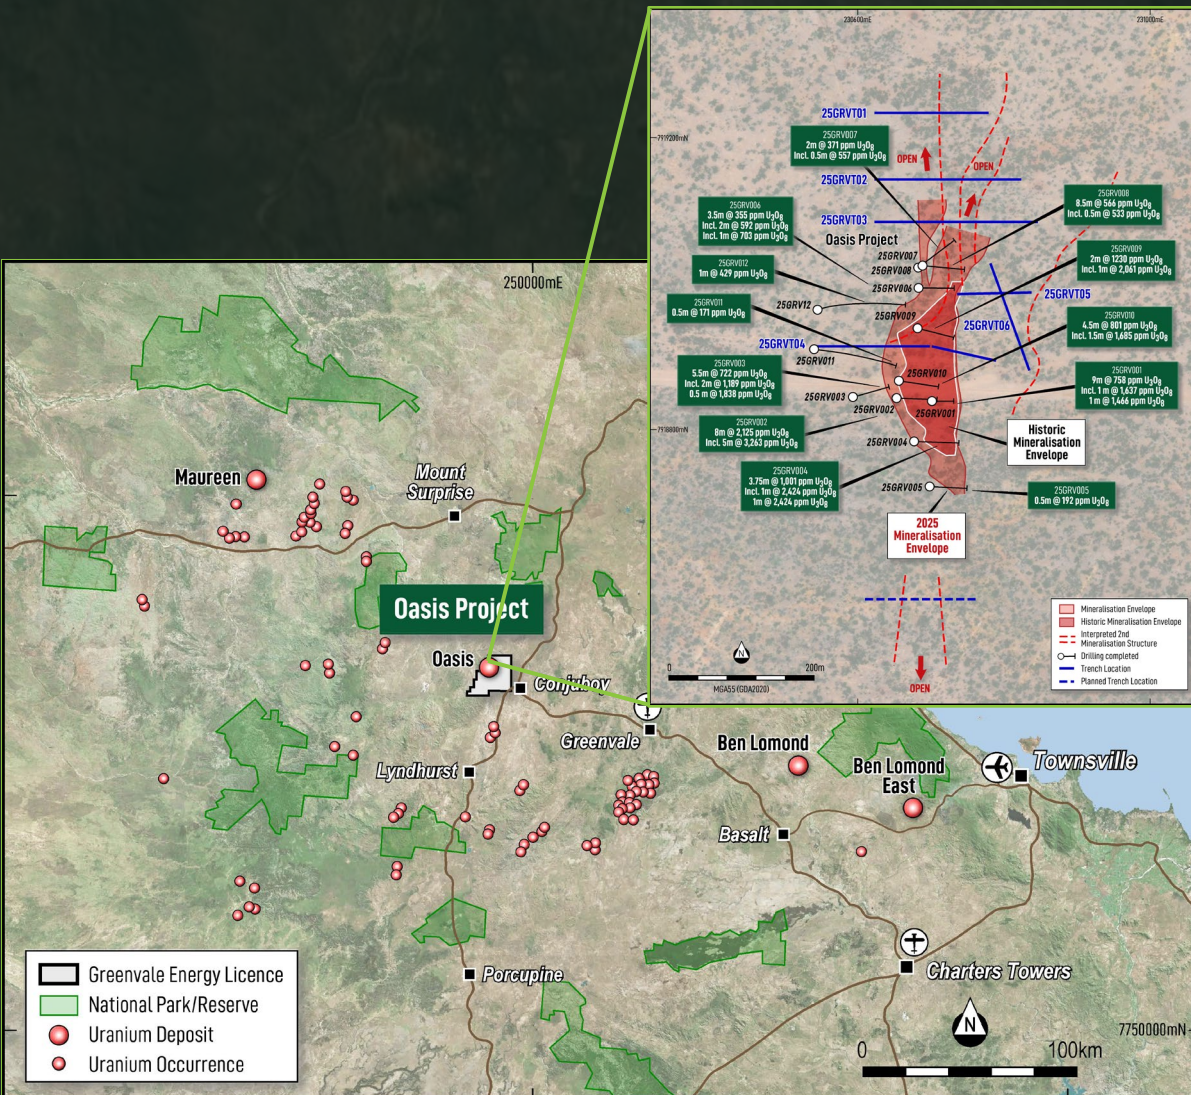 230600mE
231000mE
7919200mN
7918800mN
25GRVT01
25GRV007
2m @ 371 ppm U₃O₈
Incl. 0.5m @ 557 ppm U₃O₈
OPEN
OPEN
25GRVT02
25GRV008
8.5m @ 566 ppm U₃O₈
Incl. 0.5m @ 533 ppm U₃O₈
25GRV006
3.5m @ 355 ppm U₃O₈
Incl. 2m @ 592 ppm U₃O₈
Incl. 1m @ 703 ppm U₃O₈
25GRVT03
Oasis Project
25GRV007
25GRV008
25GRV009
2m @ 1230 ppm U₃O₈
Incl. 1m @ 2,061 ppm U₃O₈
25GRV012
1m @ 429 ppm U₃O₈
25GRV006
25GRVT05
25GRV011
0.5m @ 171 ppm U₃O₈
25GRV12
25GRV009
25GRVT06
25GRV010
4.5m @ 801 ppm U₃O₈
Incl. 1.5m @ 1,685 ppm U₃O₈
25GRVT04
25GRV011
25GRV003
5.5m @ 722 ppm U₃O₈
Incl. 2m @ 1,189 ppm U₃O₈
0.5 m @ 1,838 ppm U₃O₈
25GRV010
25GRV001
9m @ 758 ppm U₃O₈
Incl. 1 m @ 1,637 ppm U₃O₈
1 m @ 1,466 ppm U₃O₈
25GRV003
25GRV002
25GRV001
25GRV002
8m @ 2,125 ppm U₃O₈
Incl. 5m @ 3,263 ppm U₃O₈
Historic
Mineralisation
Envelope
25GRV004
25GRV004
3.75m @ 1,001 ppm U₃O₈
Incl. 1m @ 2,424 ppm U₃O₈
1m @ 2,424 ppm U₃O₈
25GRV005
25GRV005
0.5m @ 192 ppm U₃O₈
2025
Mineralisation
Envelope
OPEN
N
0
200m
MGA55 (GDA2020)
Mineralisation Envelope
Historic Mineralisation Envelope
Interpreted 2nd
Mineralisation Structure
Drilling completed
Trench Location
Planned Trench Location
250000mE
Maureen
Mount
Surprise
Oasis Project
Oasis
Conjuboy
Greenvale
Ben Lomond
Ben Lomond
East
Townsville
Lyndhurst
Basalt
Porcupine
Charters Towers
7750000mN
N
0
100km
Greenvale Energy Licence
National Park/Reserve
Uranium Deposit
Uranium Occurrence